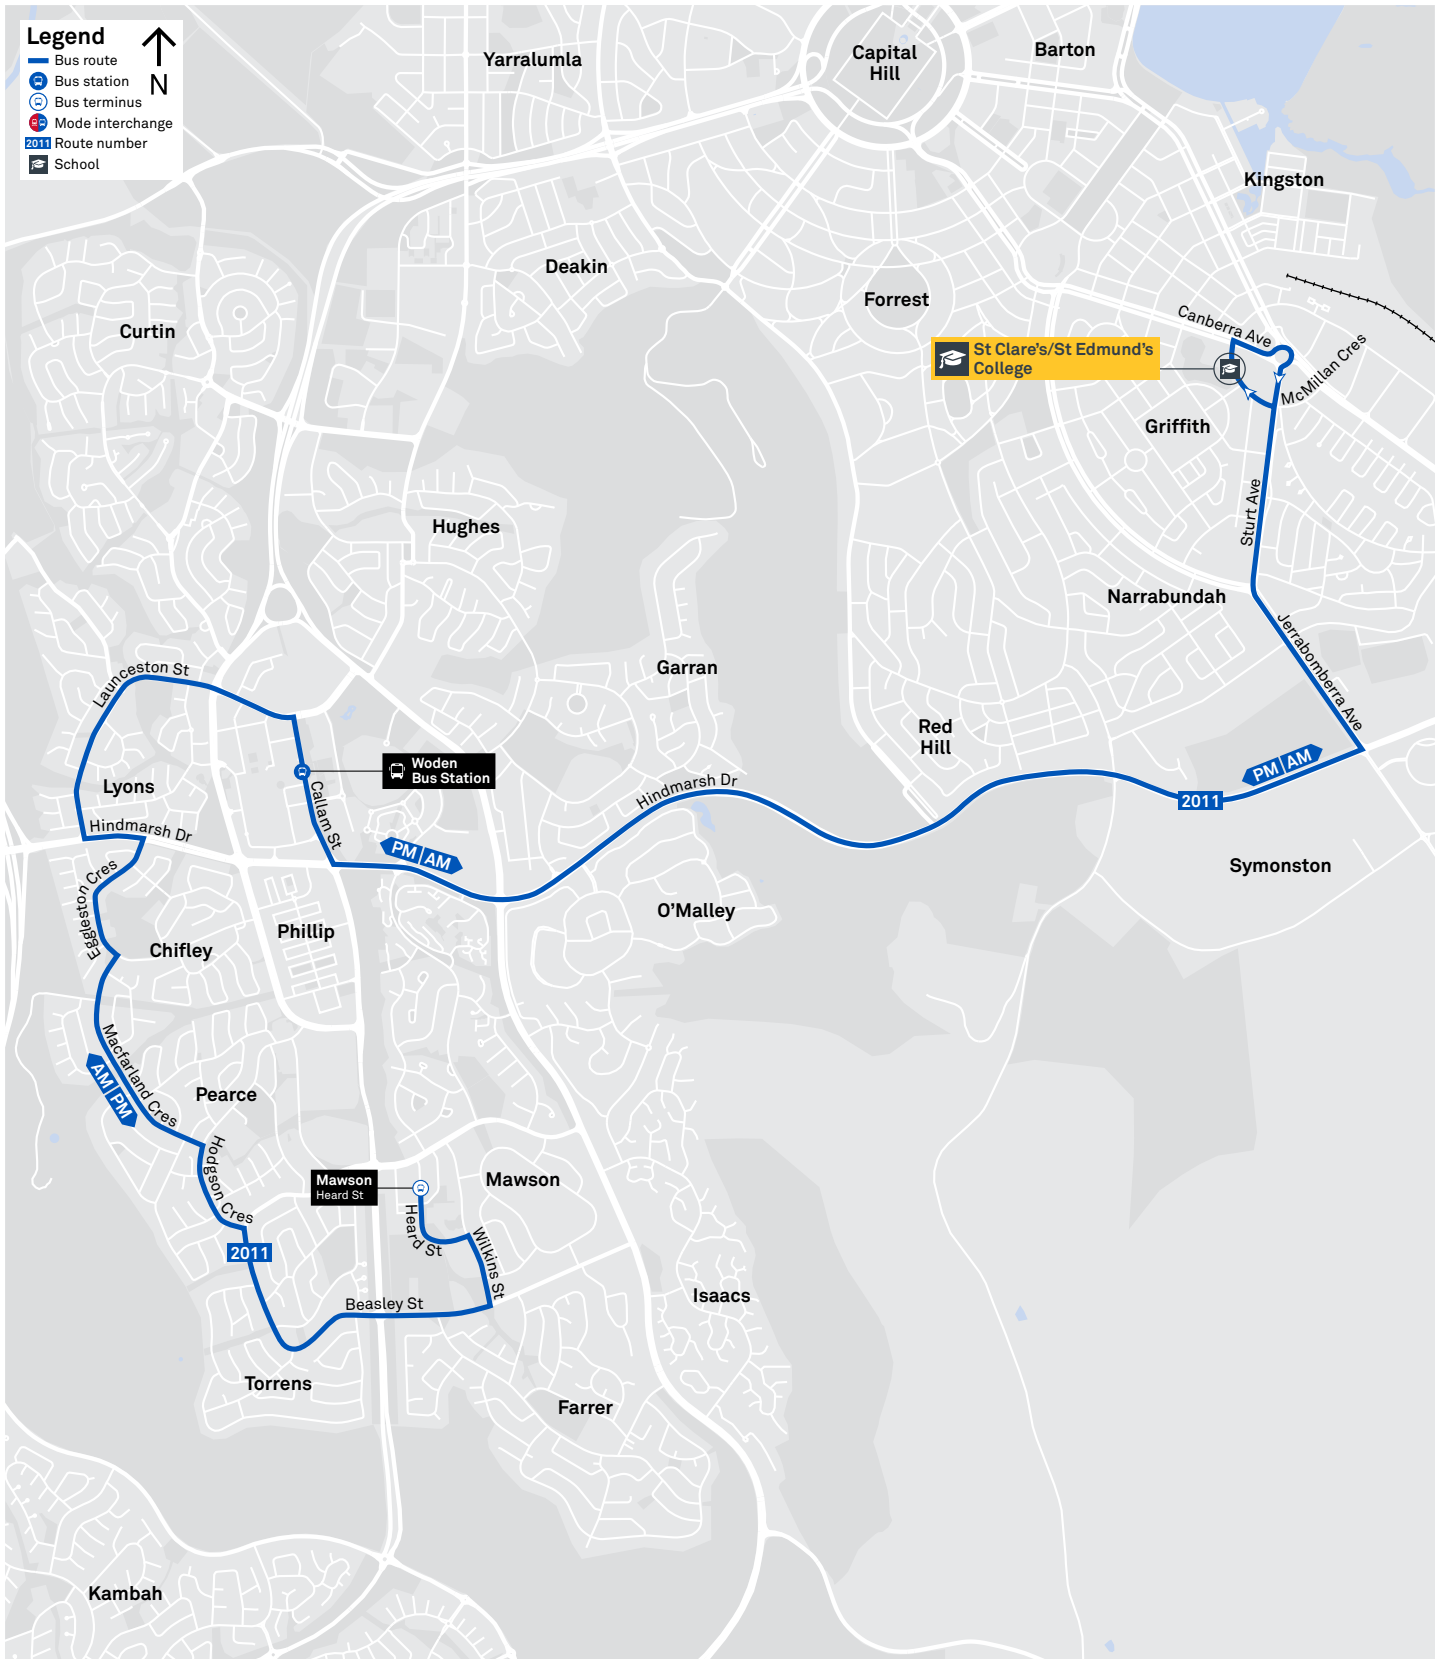 Legend
N
Bus route
Bus station
Bus terminus
Mode interchange
2011 Route number
School
Yarralumla
Capital
Hill
Barton
Kingston
Deakin
Forrest
Curtin
Canberra Ave
McMillan Cres
St Clare's/St Edmund's
College
Griffith
Hughes
Sturt Ave
Narrabundah
Jerrabomberra Ave
Garran
Launceston St
Red
Hill
Woden
Bus Station
PM AM
Lyons
Callam St
Hindmarsh Dr
2011
Hindmarsh Dr
PM AM
Symonston
Eggleston Cres
O'Malley
Phillip
Chifley
Macfarland Cres
AM PM
Pearce
Hodgson Cres
Mawson
Heard St
Mawson
Heard St
Wilkins St
2011
Beasley St
Isaacs
Torrens
Farrer
Kambah